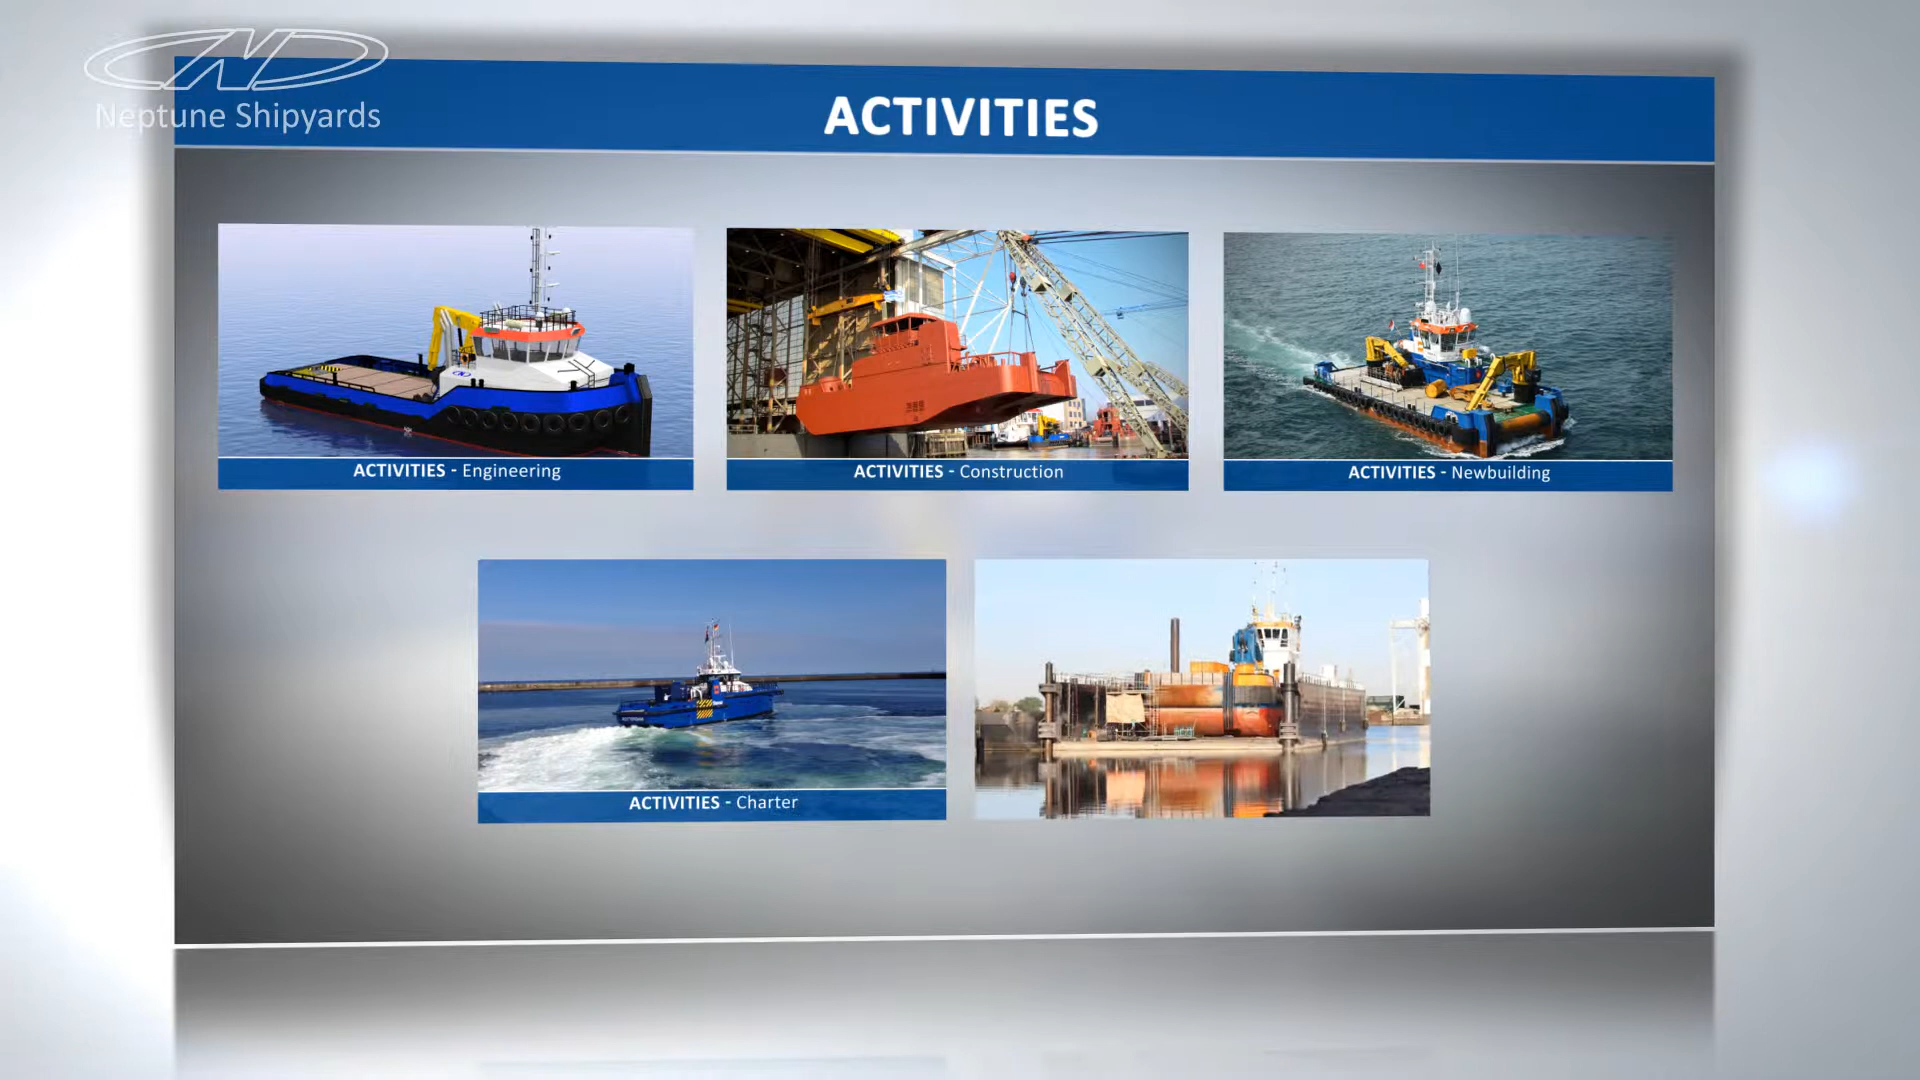 Neptune Shipyards
ACTIVITIES
ACTIVITIES - Engineering
ACTIVITIES - Construction
ACTIVITIES - Newbuilding
ACTIVITIES - Charter